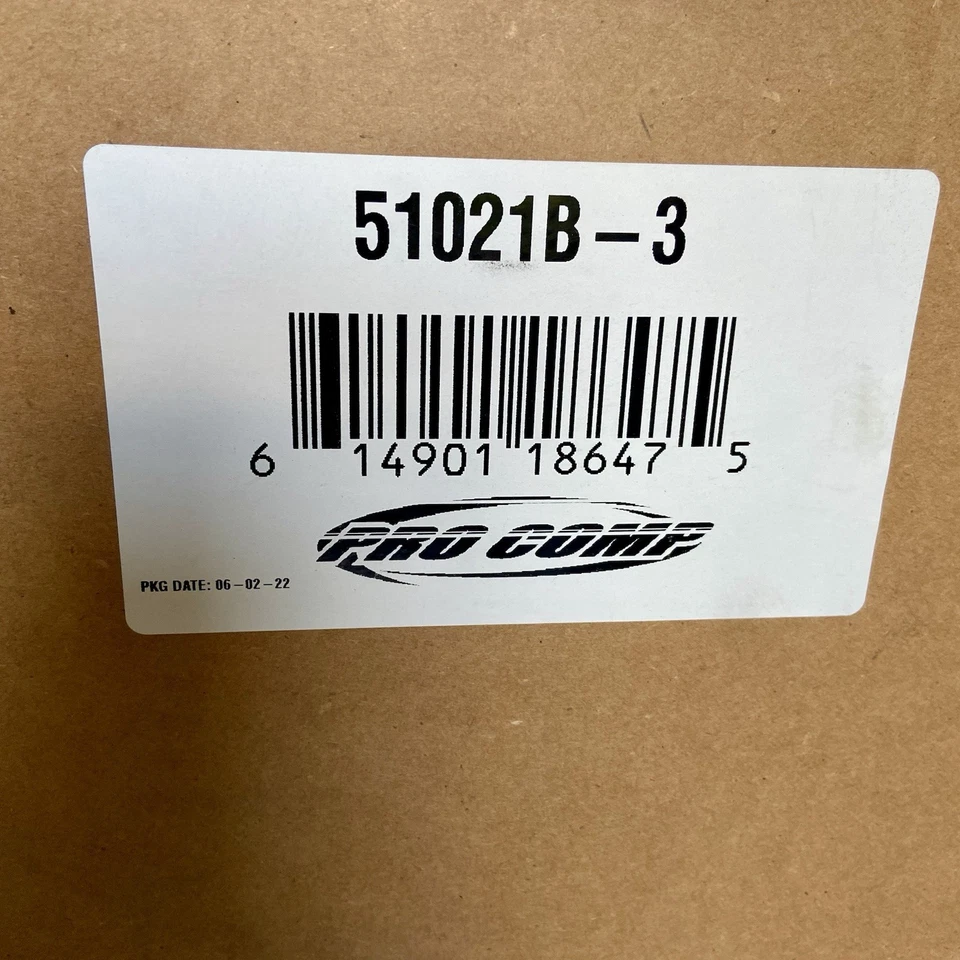 51021B-3
6 14901 18647 5
PRO COMP
PKG DATE: 06-02-22